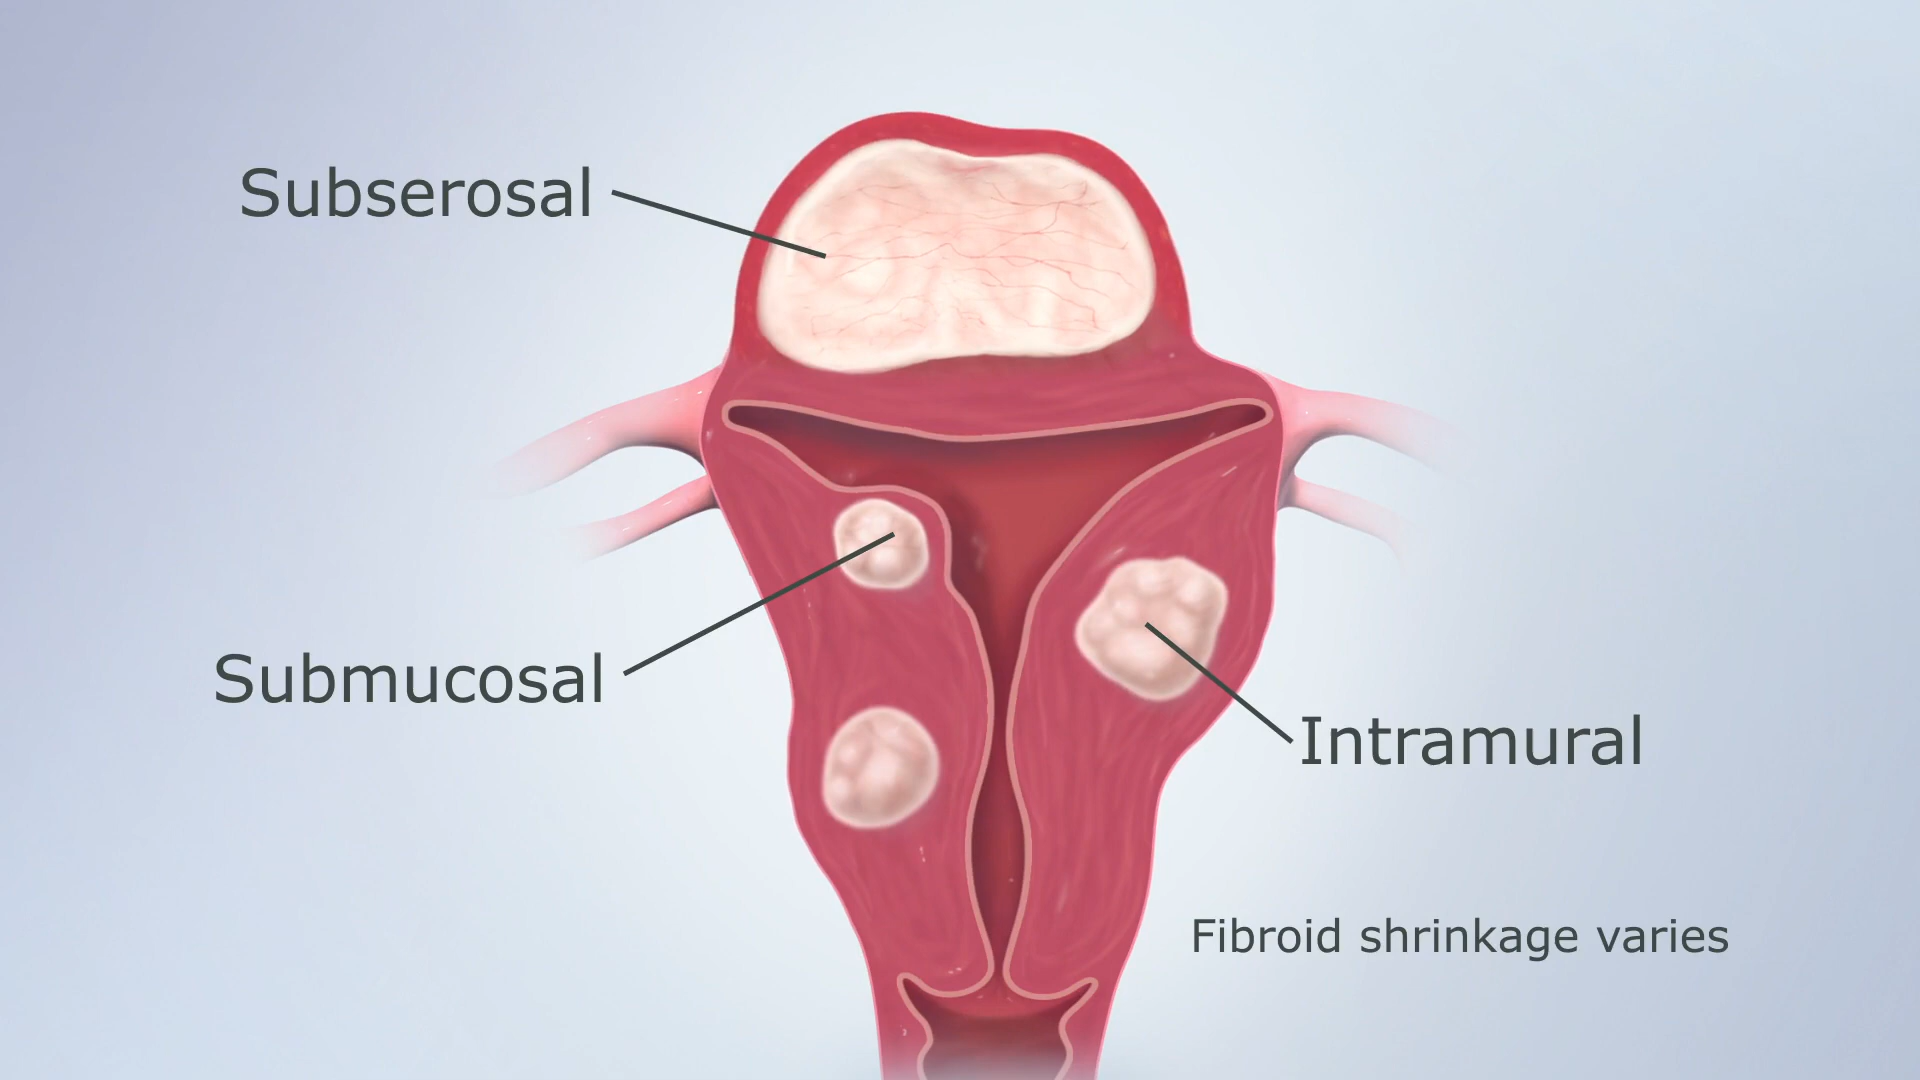 Subserosal
Submucosal
Intramural
Fibroid shrinkage varies